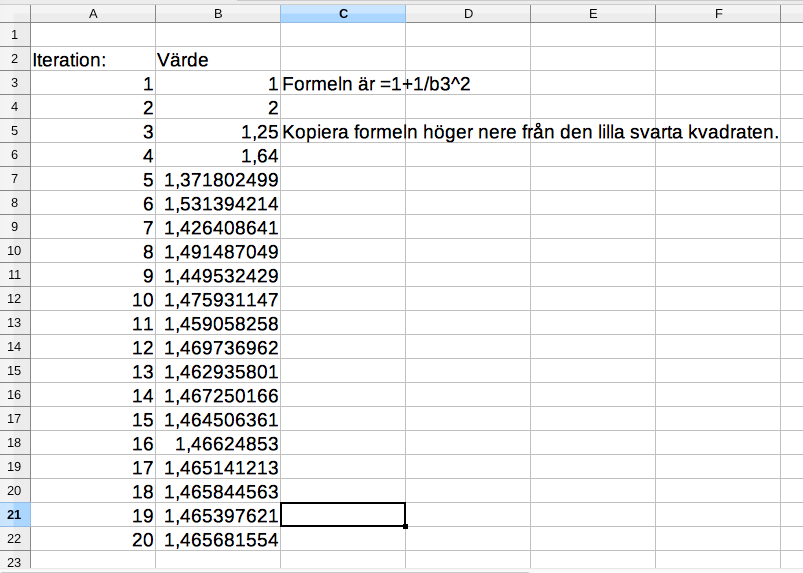 A B C D E F
1
2 Iteration: Värde
3 1 1 Formeln är =1+1/b3^2
4 2 2
5 3 1,25 Kopiera formeln höger nere från den lilla svarta kvadraten.
6 4 1,64
7 5 1,371802499
8 6 1,531394214
9 7 1,426408641
10 8 1,491487049
11 9 1,449532429
12 10 1,475931147
13 11 1,459058258
14 12 1,469736962
15 13 1,462935801
16 14 1,467250166
17 15 1,464506361
18 16 1,46624853
19 17 1,465141213
20 18 1,465844563
21 19 1,465397621
22 20 1,465681554
23